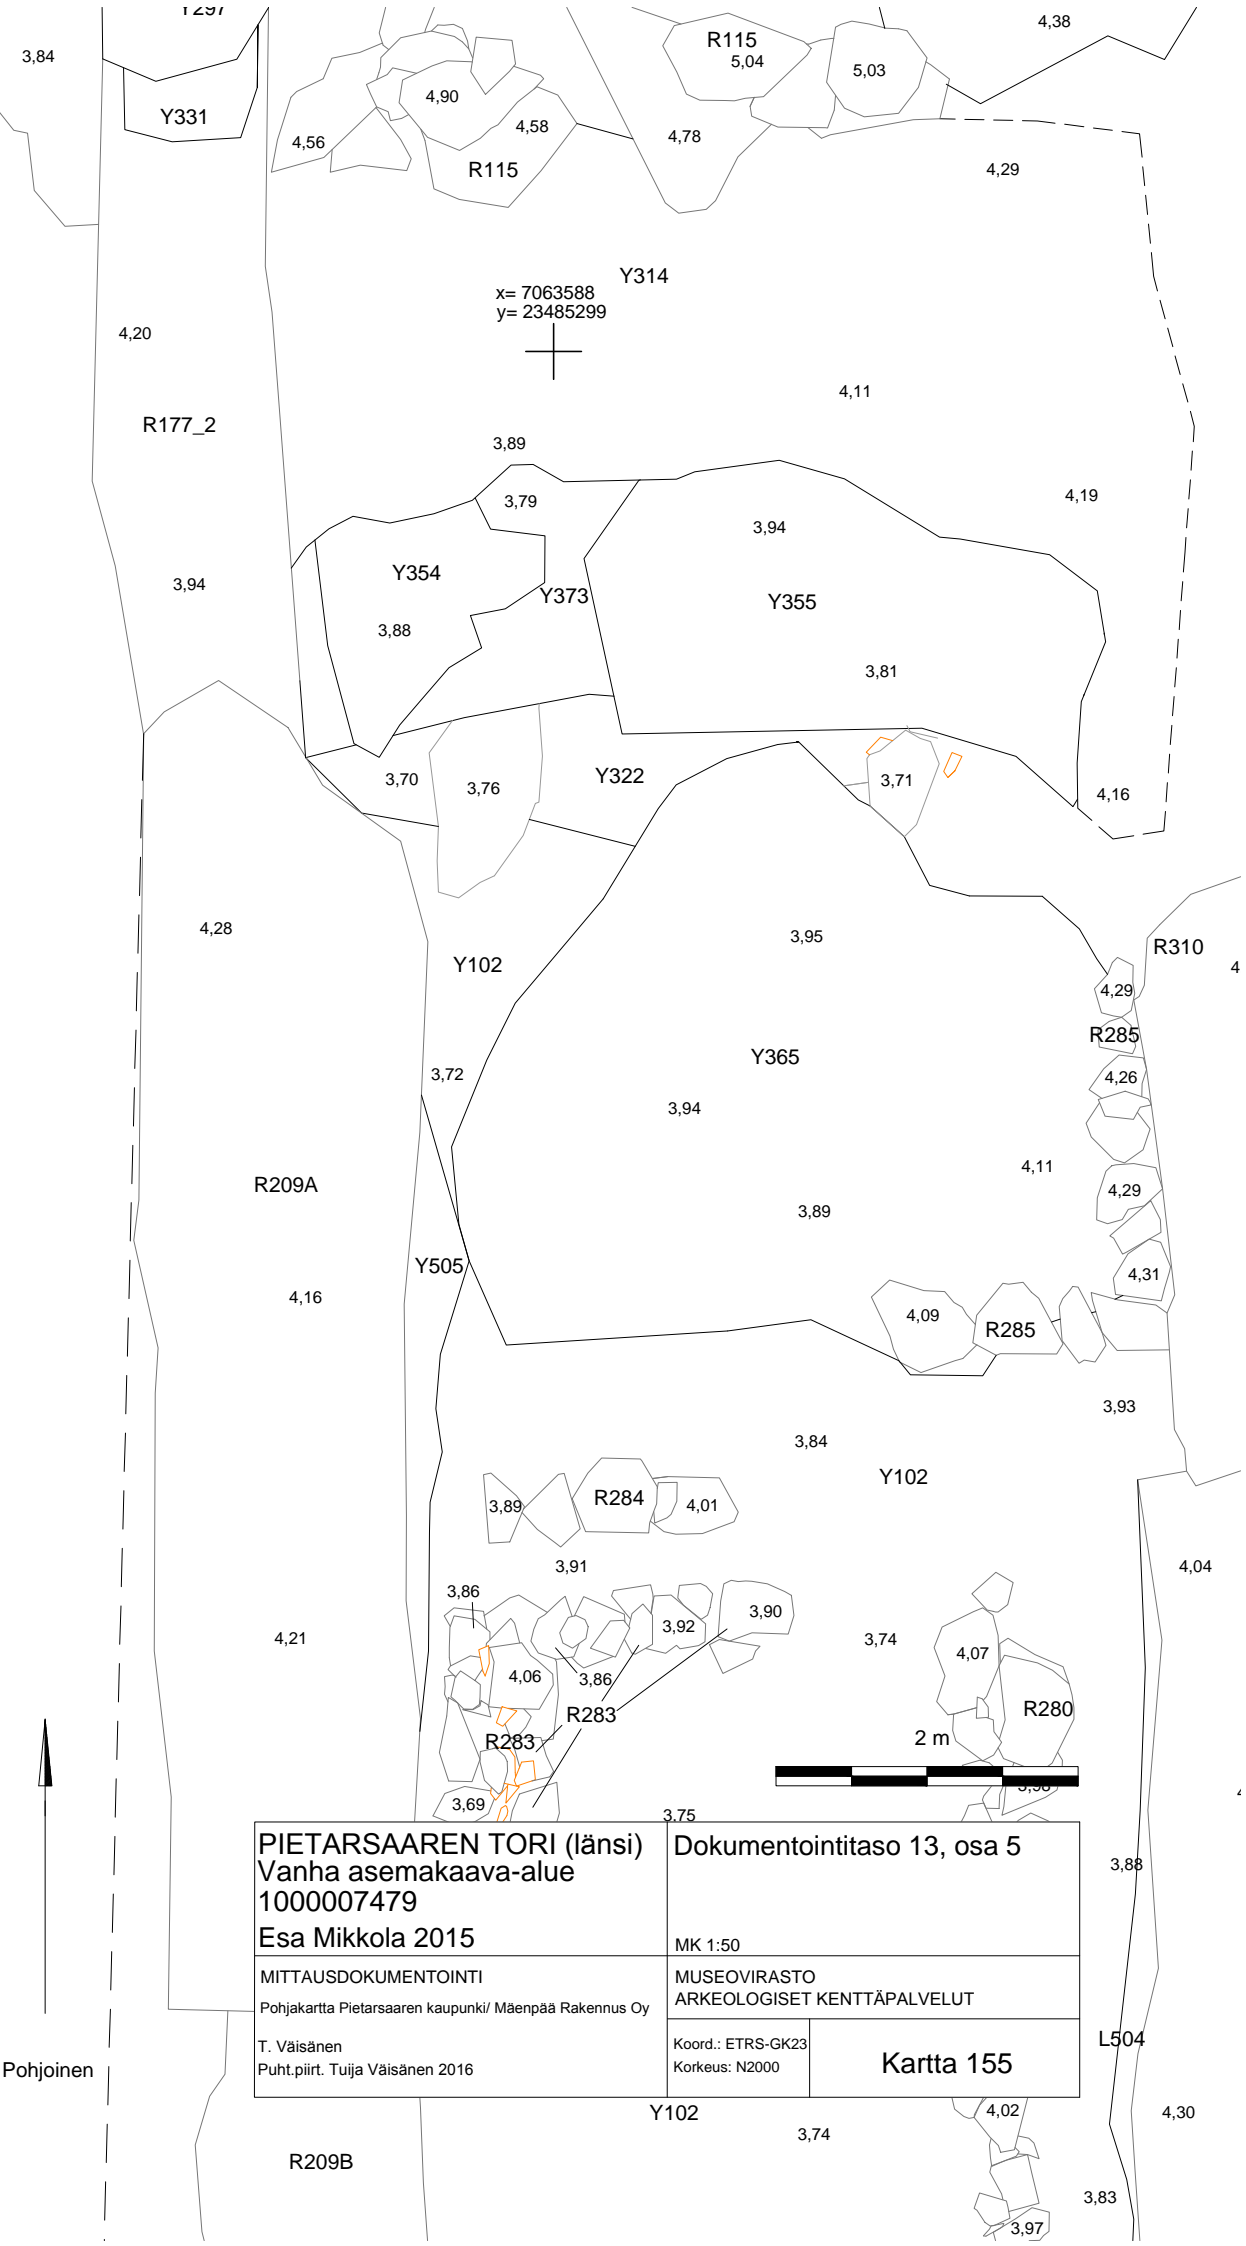 Y297
4,38
3,84
R115
5,04
5,03
4,90
Y331
4,56
4,58
4,78
R115
4,29
Y314
x= 7063588
y= 23485299
4,20
4,11
R177_2
3,89
3,79
4,19
3,94
Y354
3,94
Y373
Y355
3,88
3,81
3,70
3,76
Y322
3,71
4,16
4,28
3,95
R310
Y102
4
4,29
R285
Y365
3,72
4,26
3,94
4,11
R209A
4,29
3,89
Y505
4,31
4,16
4,09
R285
3,93
3,84
Y102
R284
3,89
4,01
3,91
4,04
3,86
3,90
3,92
4,21
3,74
4,07
4,06
3,86
R283
R280
R283
2 m
3,98
3,69
3,75
PIETARSAAREN TORI (länsi)
Vanha asemakaava-alue
1000007479
Esa Mikkola 2015
Dokumentointitaso 13, osa 5
MK 1:50
3,88
MITTAUSDOKUMENTOINTI
Pohjakartta Pietarsaaren kaupunki/ Mäenpää Rakennus Oy
T. Väisänen
Puht.piirt. Tuija Väisänen 2016
MUSEOVIRASTO
ARKEOLOGISET KENTTÄPALVELUT
Koord.: ETRS-GK23
Korkeus: N2000
Kartta 155
L504
Pohjoinen
Y102
4,02
4,30
3,74
R209B
3,83
3,97